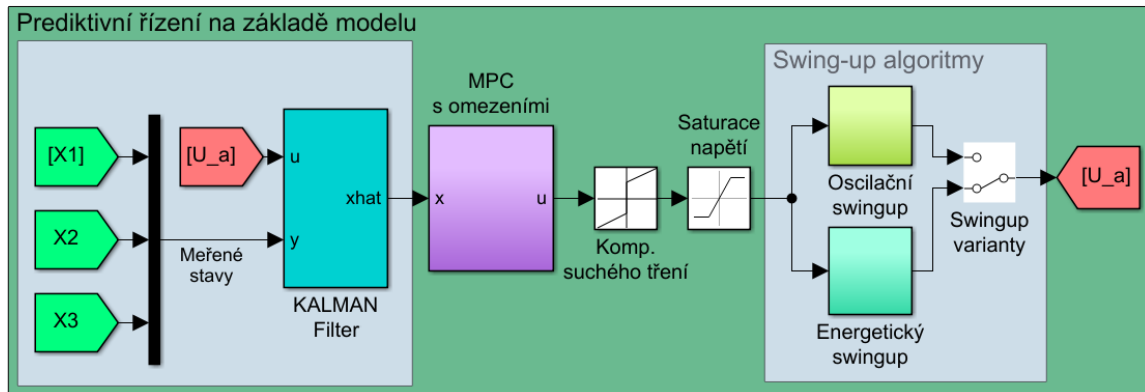 Prediktivní řízení na základě modelu
[X1]
X2
X3
Meřené
stavy
[U_a]
u
y
xhat
KALMAN
Filter
MPC
s omezeními
x
u
Komp.
suchého tření
Saturace
napětí
Swing-up algoritmy
Oscilační
swingup
Energetický
swingup
Swingup
varianty
[U_a]